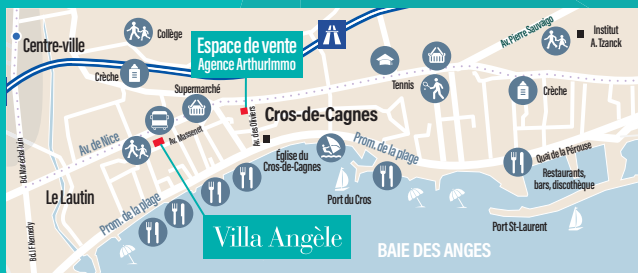 Collège
Centre-ville
Espace de vente
Agence ArthurImmo
Av. Pierre Sauvaigo
Institut
A. Tzanck
Crèche
Supermarché
Tennis
Crèche
Bd. Maréchal Juin
Av. de Nice
Av. Massenet
Av. des Oliviers
Cros-de-Cagnes
Église du
Cros-de-Cagnes
Prom. de la plage
Quai de la Pérouse
Restaurants,
bars, discothèque
Le Lautin
Prom. de la plage
Port du Cros
Port St-Laurent
Bd. JF Kennedy
Villa Angèle
BAIE DES ANGES